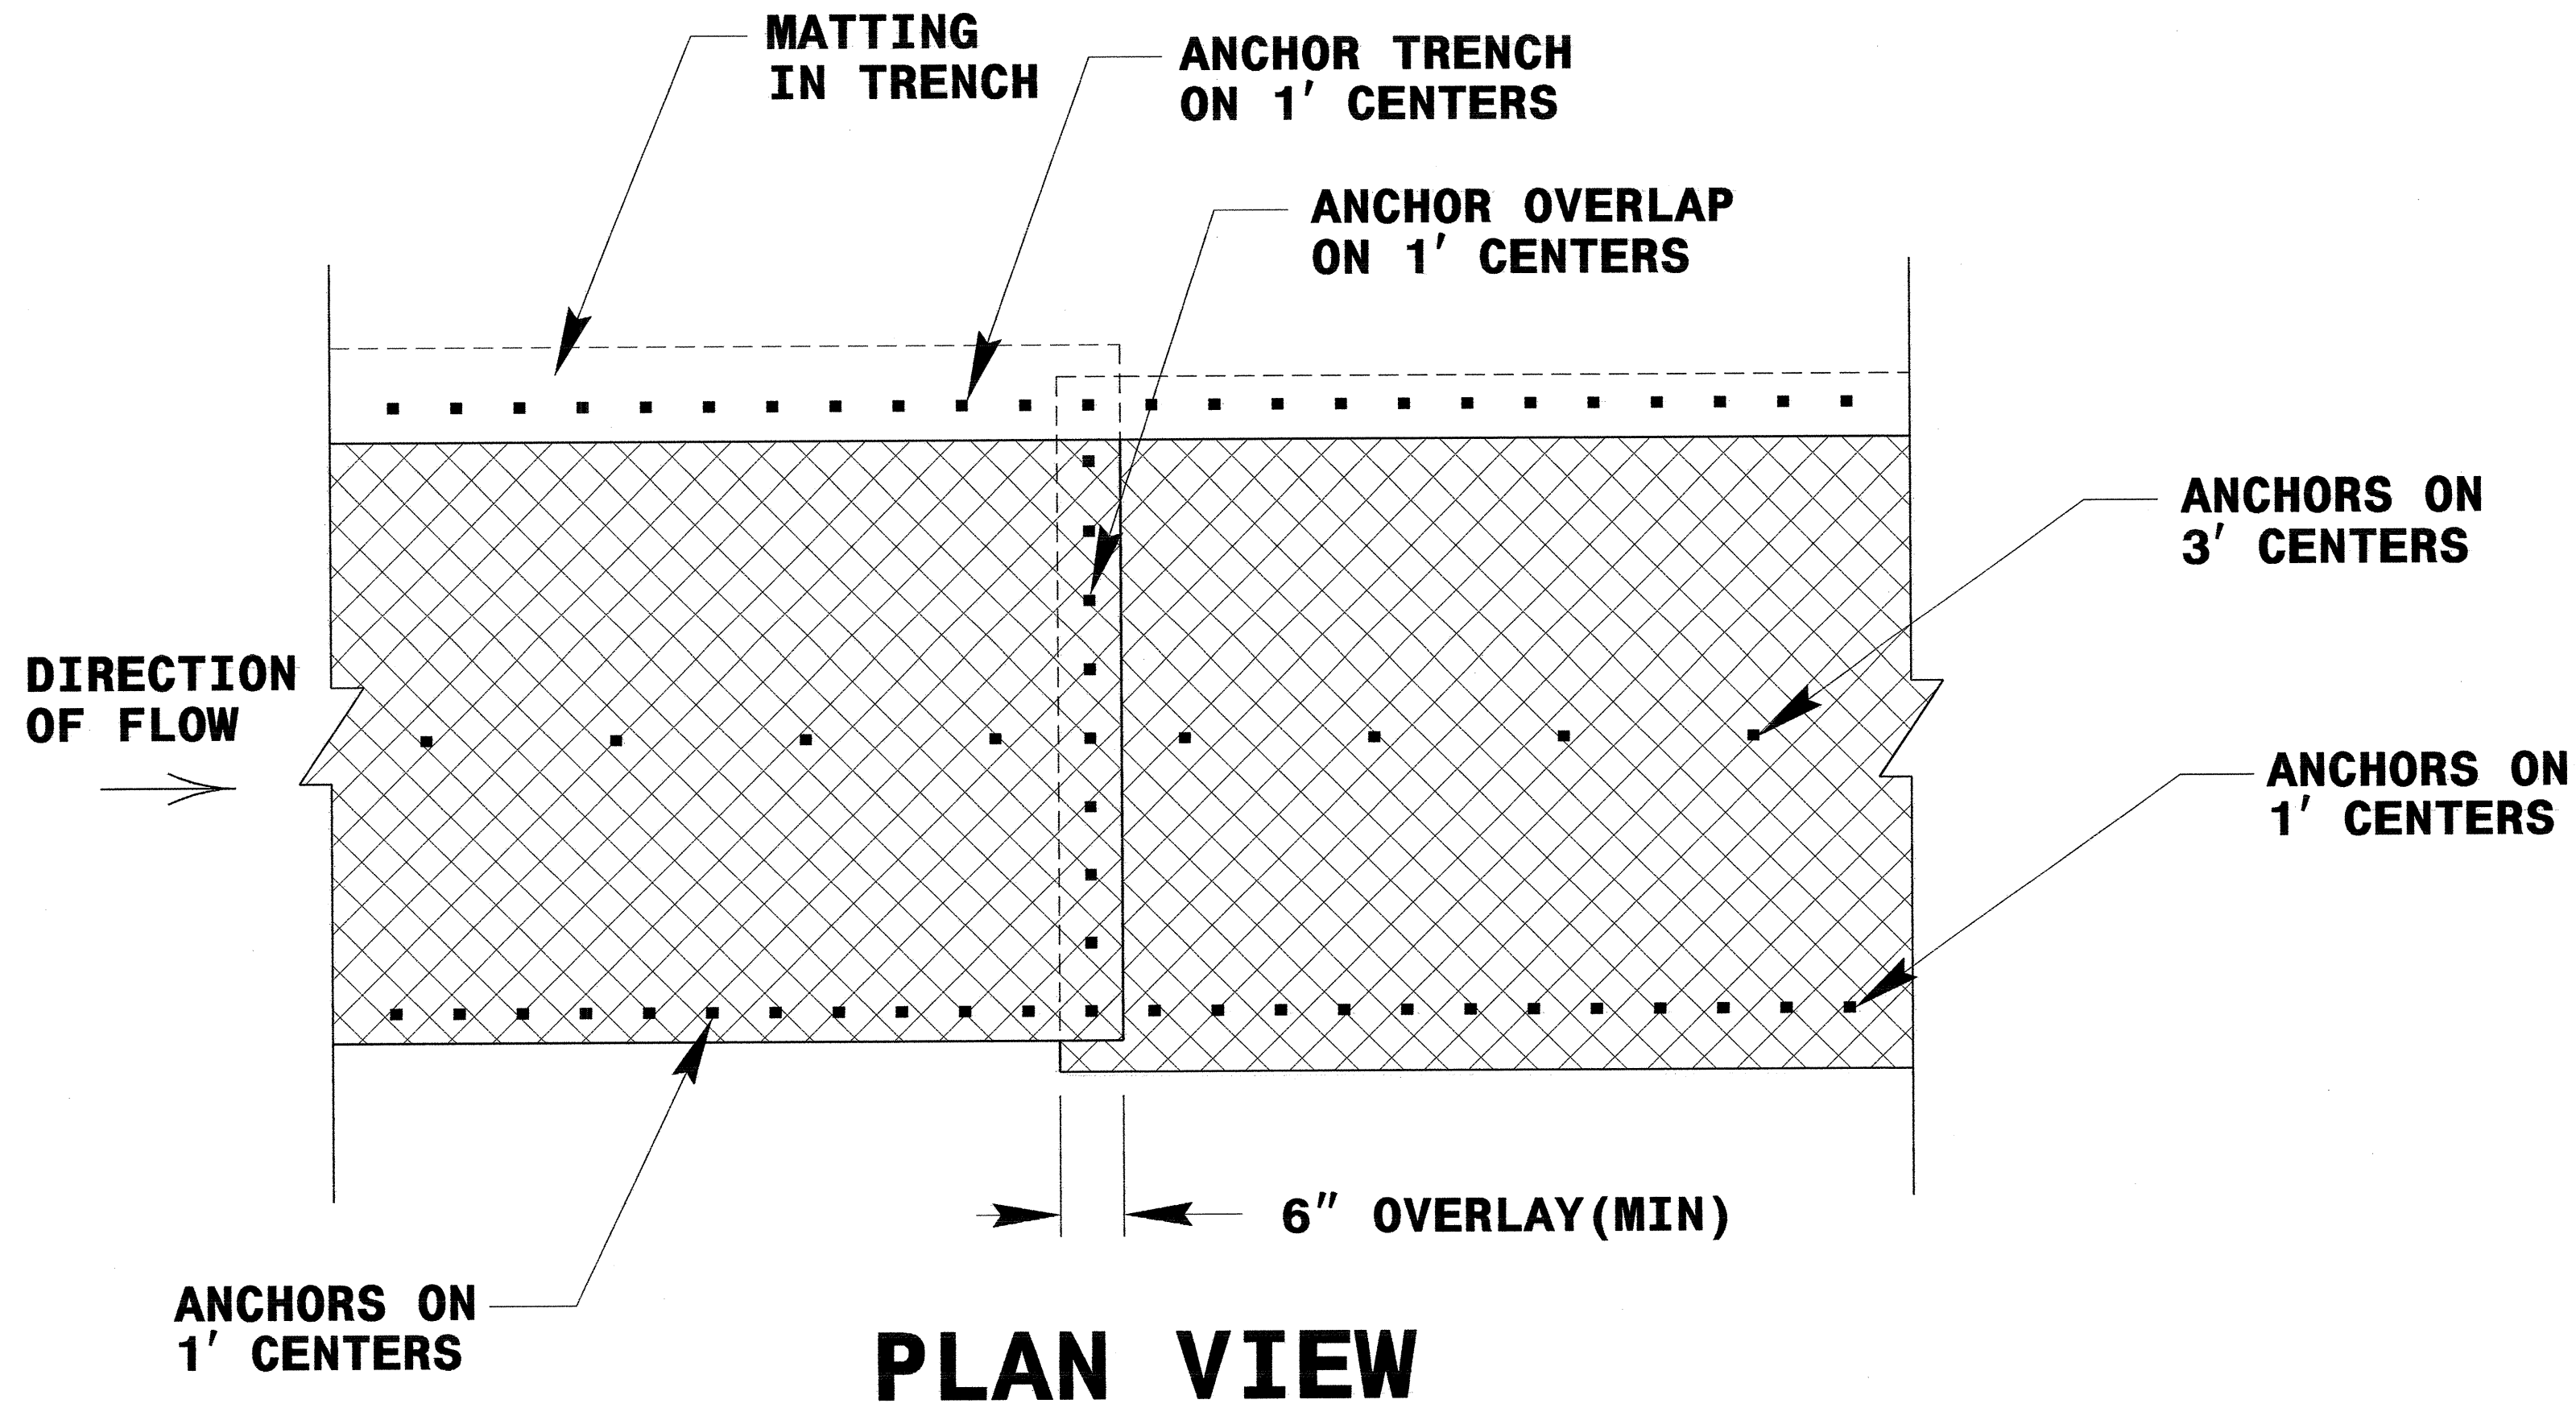 MATTING
IN TRENCH
ANCHOR TRENCH
ON 1' CENTERS
ANCHOR OVERLAP
ON 1' CENTERS
ANCHORS ON
3' CENTERS
DIRECTION
OF FLOW
ANCHORS ON
1' CENTERS
6" OVERLAY(MIN)
ANCHORS ON
1' CENTERS
PLAN VIEW